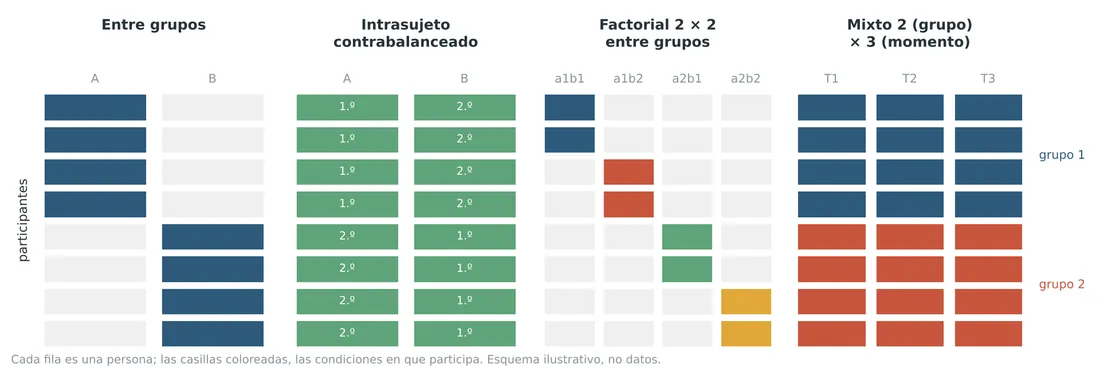 Entre grupos
Intrasujeto
contrabalanceado
Factorial 2 × 2
entre grupos
Mixto 2 (grupo)
× 3 (momento)
A B
A B
a1b1 a1b2 a2b1 a2b2
T1 T2 T3
participantes
1.º 2.º
1.º 2.º
1.º 2.º
1.º 2.º
2.º 1.º
2.º 1.º
2.º 1.º
2.º 1.º
grupo 1
grupo 2
Cada fila es una persona; las casillas coloreadas, las condiciones en que participa. Esquema ilustrativo, no datos.